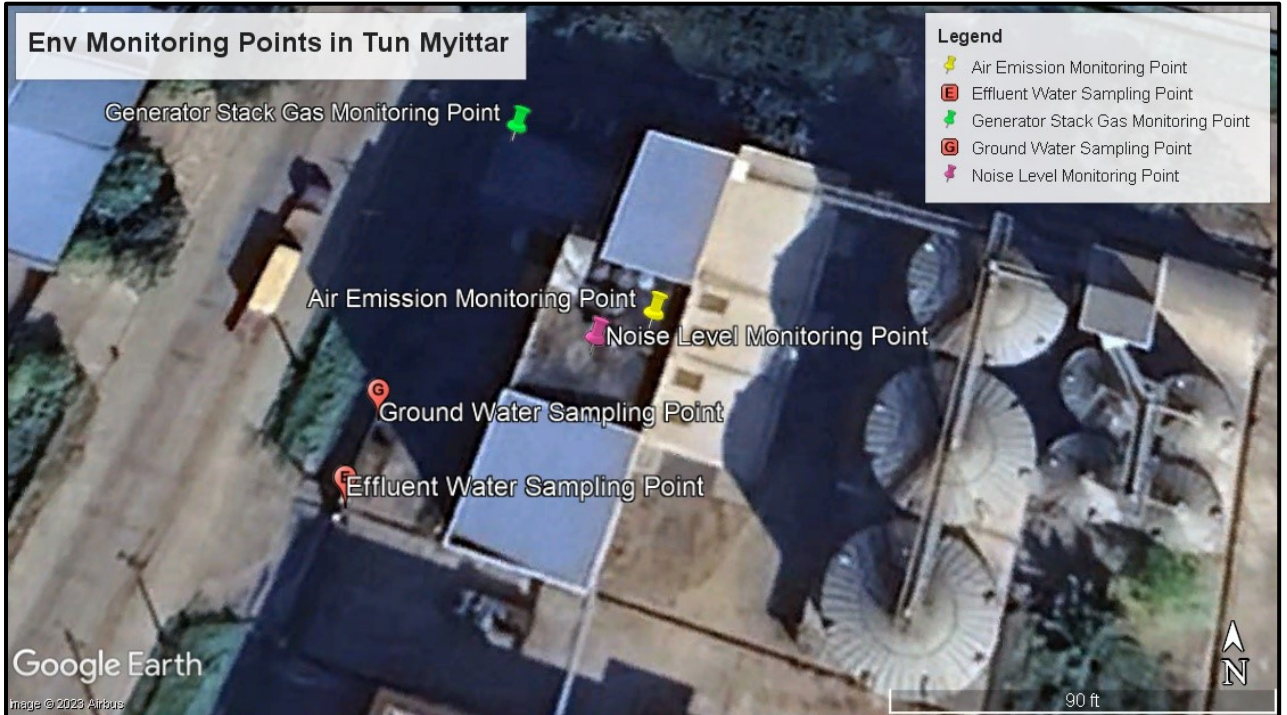 Env Monitoring Points in Tun Myittar
Legend
Air Emission Monitoring Point
E Effluent Water Sampling Point
Generator Stack Gas Monitoring Point
G Ground Water Sampling Point
Noise Level Monitoring Point
Generator Stack Gas Monitoring Point
Air Emission Monitoring Point
Noise Level Monitoring Point
G
Ground Water Sampling Point
E
Effluent Water Sampling Point
Google Earth
Image © 2023 Airbus
N
90 ft